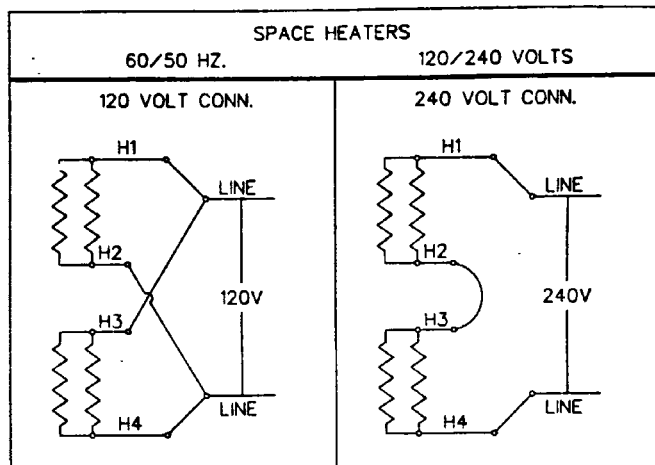 SPACE HEATERS
60/50 HZ. 120/240 VOLTS
120 VOLT CONN.
H1
LINE
H2
120V
H3
LINE
H4
240 VOLT CONN.
H1
LINE
H2
240V
H3
LINE
H4